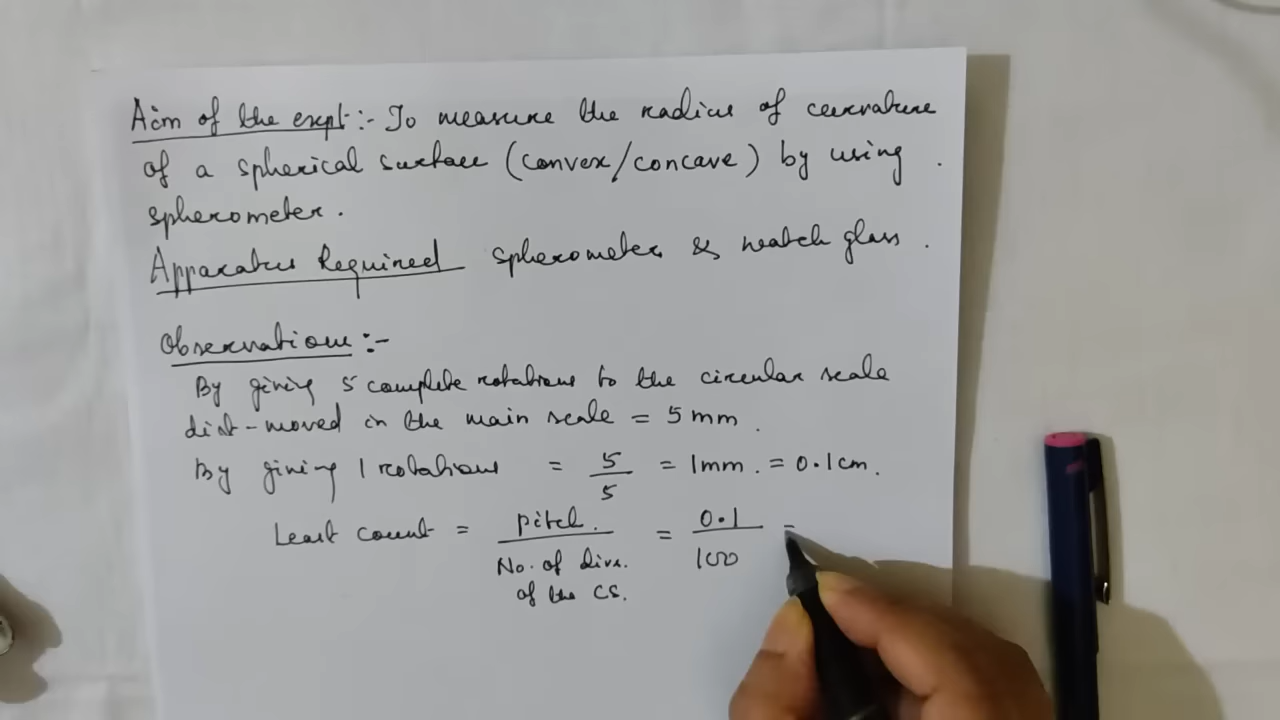 Aim of the expt:- To measure the radius of curvature
of a spherical surface (convex/concave) by using .
spherometer.
Apparatus Required spherometer & watch glass .
Observations:-
By giving 5 complete rotations to the circular scale
dist-moved in the main scale = 5 mm .
By giving 1 rotations = 5/5 = 1mm. = 0.1cm.
Least count = pitch. / No. of divs. of the CS. = 0.1/100 =